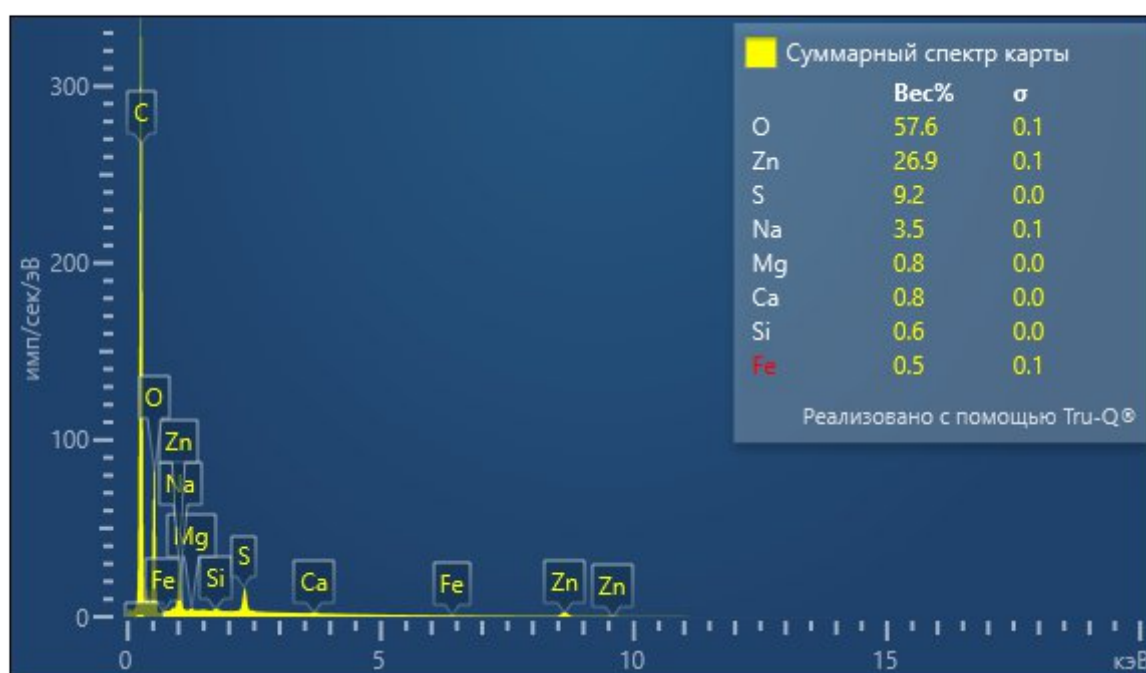 Суммарный спектр карты
Вес% σ
O 57.6 0.1
Zn 26.9 0.1
S 9.2 0.0
Na 3.5 0.1
Mg 0.8 0.0
Ca 0.8 0.0
Si 0.6 0.0
Fe 0.5 0.1
Реализовано с помощью Tru-Q®
имп/сек/эВ
300
200
100
0
C
O
Zn
Na
Mg
Fe
Si
S
Ca
Fe
Zn
Zn
0 5 10 15 кэВ